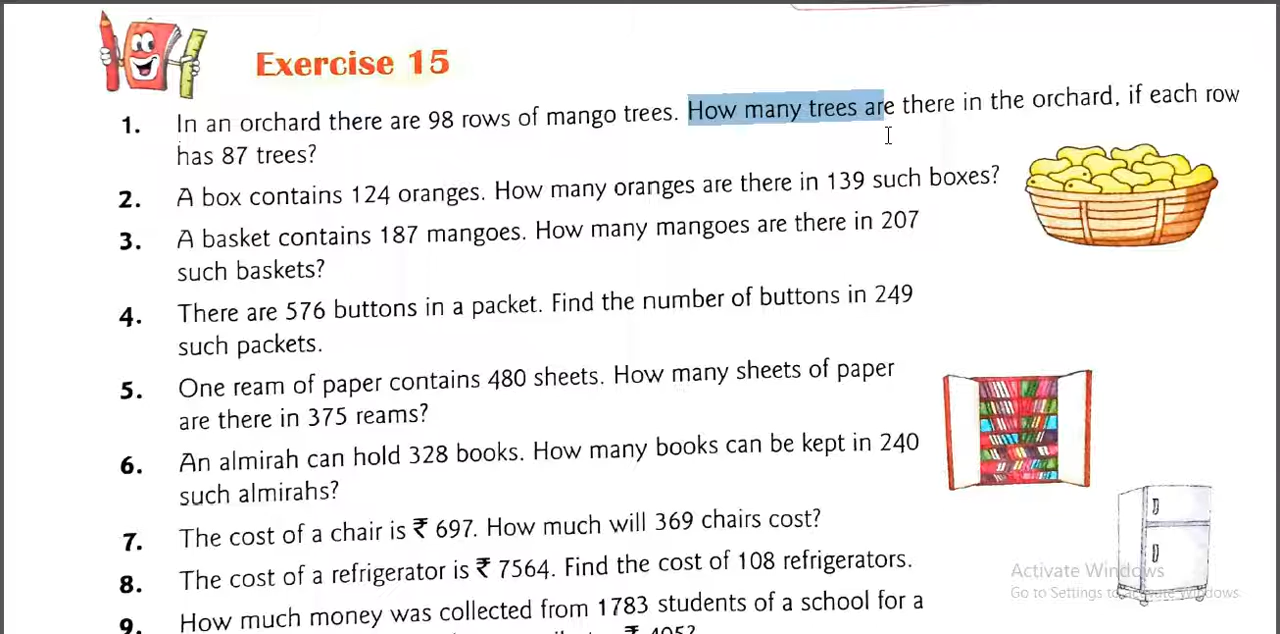 Exercise 15
1. In an orchard there are 98 rows of mango trees. How many trees are there in the orchard, if each row
has 87 trees?
2. A box contains 124 oranges. How many oranges are there in 139 such boxes?
3. A basket contains 187 mangoes. How many mangoes are there in 207
such baskets?
4. There are 576 buttons in a packet. Find the number of buttons in 249
such packets.
5. One ream of paper contains 480 sheets. How many sheets of paper
are there in 375 reams?
6. An almirah can hold 328 books. How many books can be kept in 240
such almirahs?
7. The cost of a chair is ₹ 697. How much will 369 chairs cost?
8. The cost of a refrigerator is ₹ 7564. Find the cost of 108 refrigerators.
Activate Windows
Go to Settings to activate Windows.
9. How much money was collected from 1783 students of a school for a